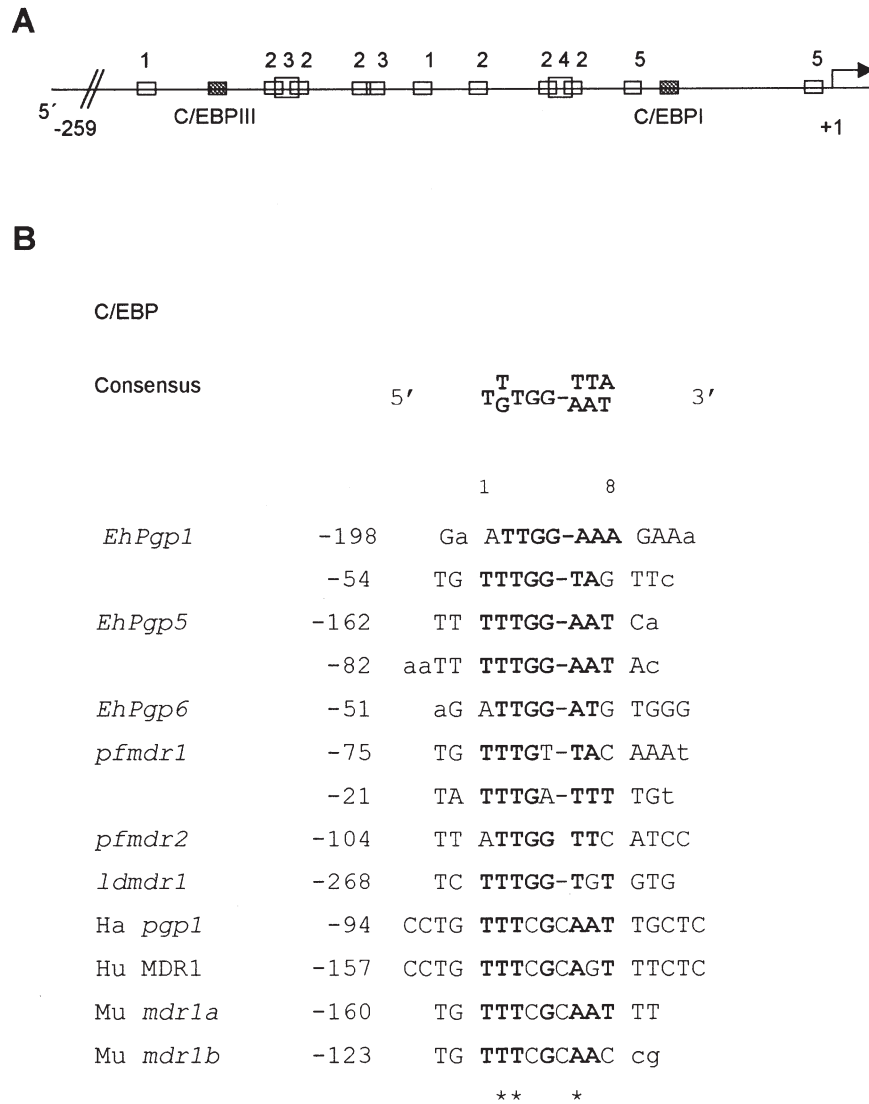 A
1 2 3 2 2 3 1 2 2 4 2 5 5
5´ -259 C/EBPIII C/EBPI +1
B
C/EBP
T TTA
Consensus 5' TGTGG-AAT 3'
1 8
EhPgp1 -198 Ga ATTGG-AAA GAAa
-54 TG TTTGG-TAG TTc
EhPgp5 -162 TT TTTGG-AAT Ca
-82 aaTT TTTGG-AAT Ac
EhPgp6 -51 aG ATTGG-ATG TGGG
pfmdr1 -75 TG TTTGT-TAC AAAt
-21 TA TTTGA-TTT TGt
pfmdr2 -104 TT ATTGG TTC ATCC
ldmdr1 -268 TC TTTGG-TGT GTG
Ha pgp1 -94 CCTG TTTCGCAAT TGCTC
Hu MDR1 -157 CCTG TTTCGCAGT TTCTC
Mu mdr1a -160 TG TTTCGCAAT TT
Mu mdr1b -123 TG TTTCGCAAC cg
** *